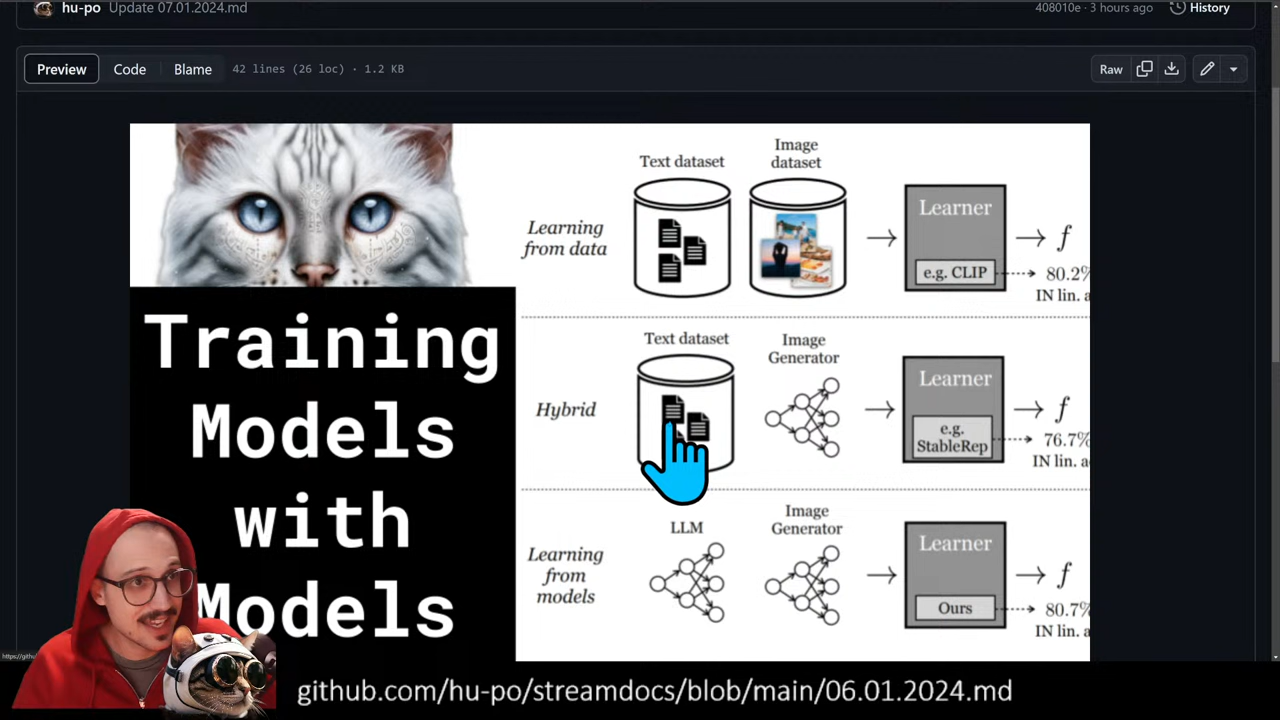 hu-po Update 07.01.2024.md
408010e · 3 hours ago
History
Preview
Code
Blame
42 lines (26 loc) · 1.2 KB
Raw
Training
Models
with
Models
Learning
from data
Text dataset
Image
dataset
Learner
e.g. CLIP
f
80.2%
IN lin. a
Hybrid
Text dataset
Image
Generator
Learner
e.g.
StableRep
f
76.7%
IN lin. a
Learning
from
models
LLM
Image
Generator
Learner
Ours
f
80.7%
IN lin. a
github.com/hu-po/streamdocs/blob/main/06.01.2024.md